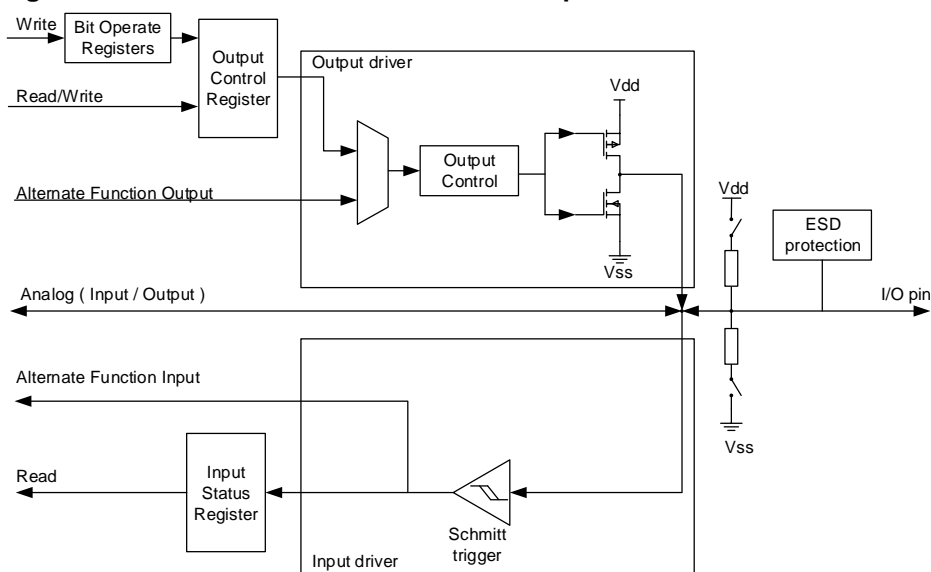 Write
Bit Operate
Registers
Output
Control
Register
Read/Write
Output driver
Vdd
Output
Control
Alternate Function Output
Vss
Vdd
ESD
protection
Analog ( Input / Output )
I/O pin
Alternate Function Input
Vss
Read
Input
Status
Register
Schmitt
trigger
Input driver